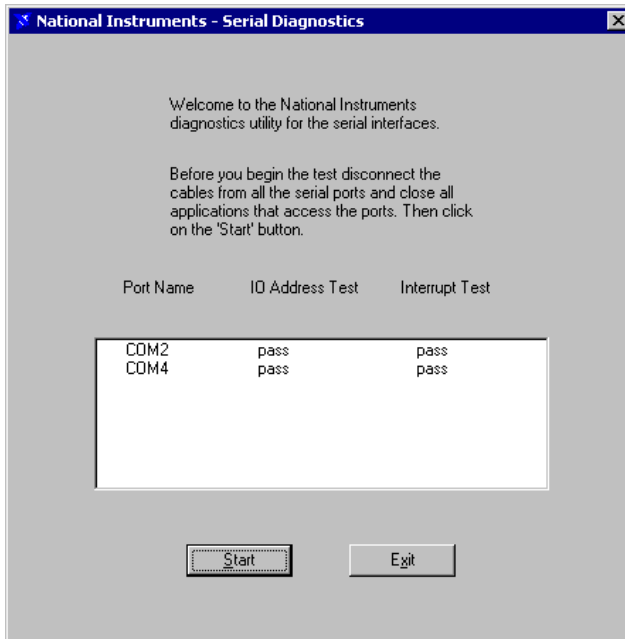 National Instruments - Serial Diagnostics
Welcome to the National Instruments
diagnostics utility for the serial interfaces.
Before you begin the test disconnect the
cables from all the serial ports and close all
applications that access the ports. Then click
on the 'Start' button.
Port Name IO Address Test Interrupt Test
COM2 pass pass
COM4 pass pass
Start Exit